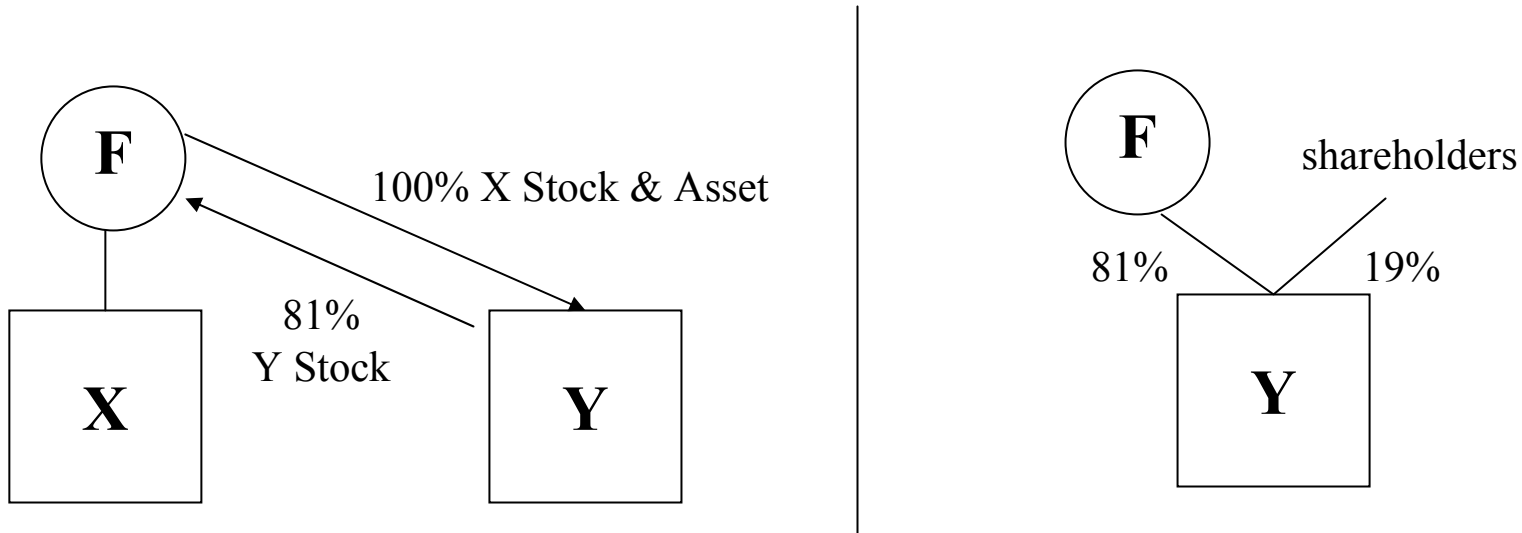 F
100% X Stock & Asset
81%
Y Stock
X
Y
F
shareholders
81%
19%
Y